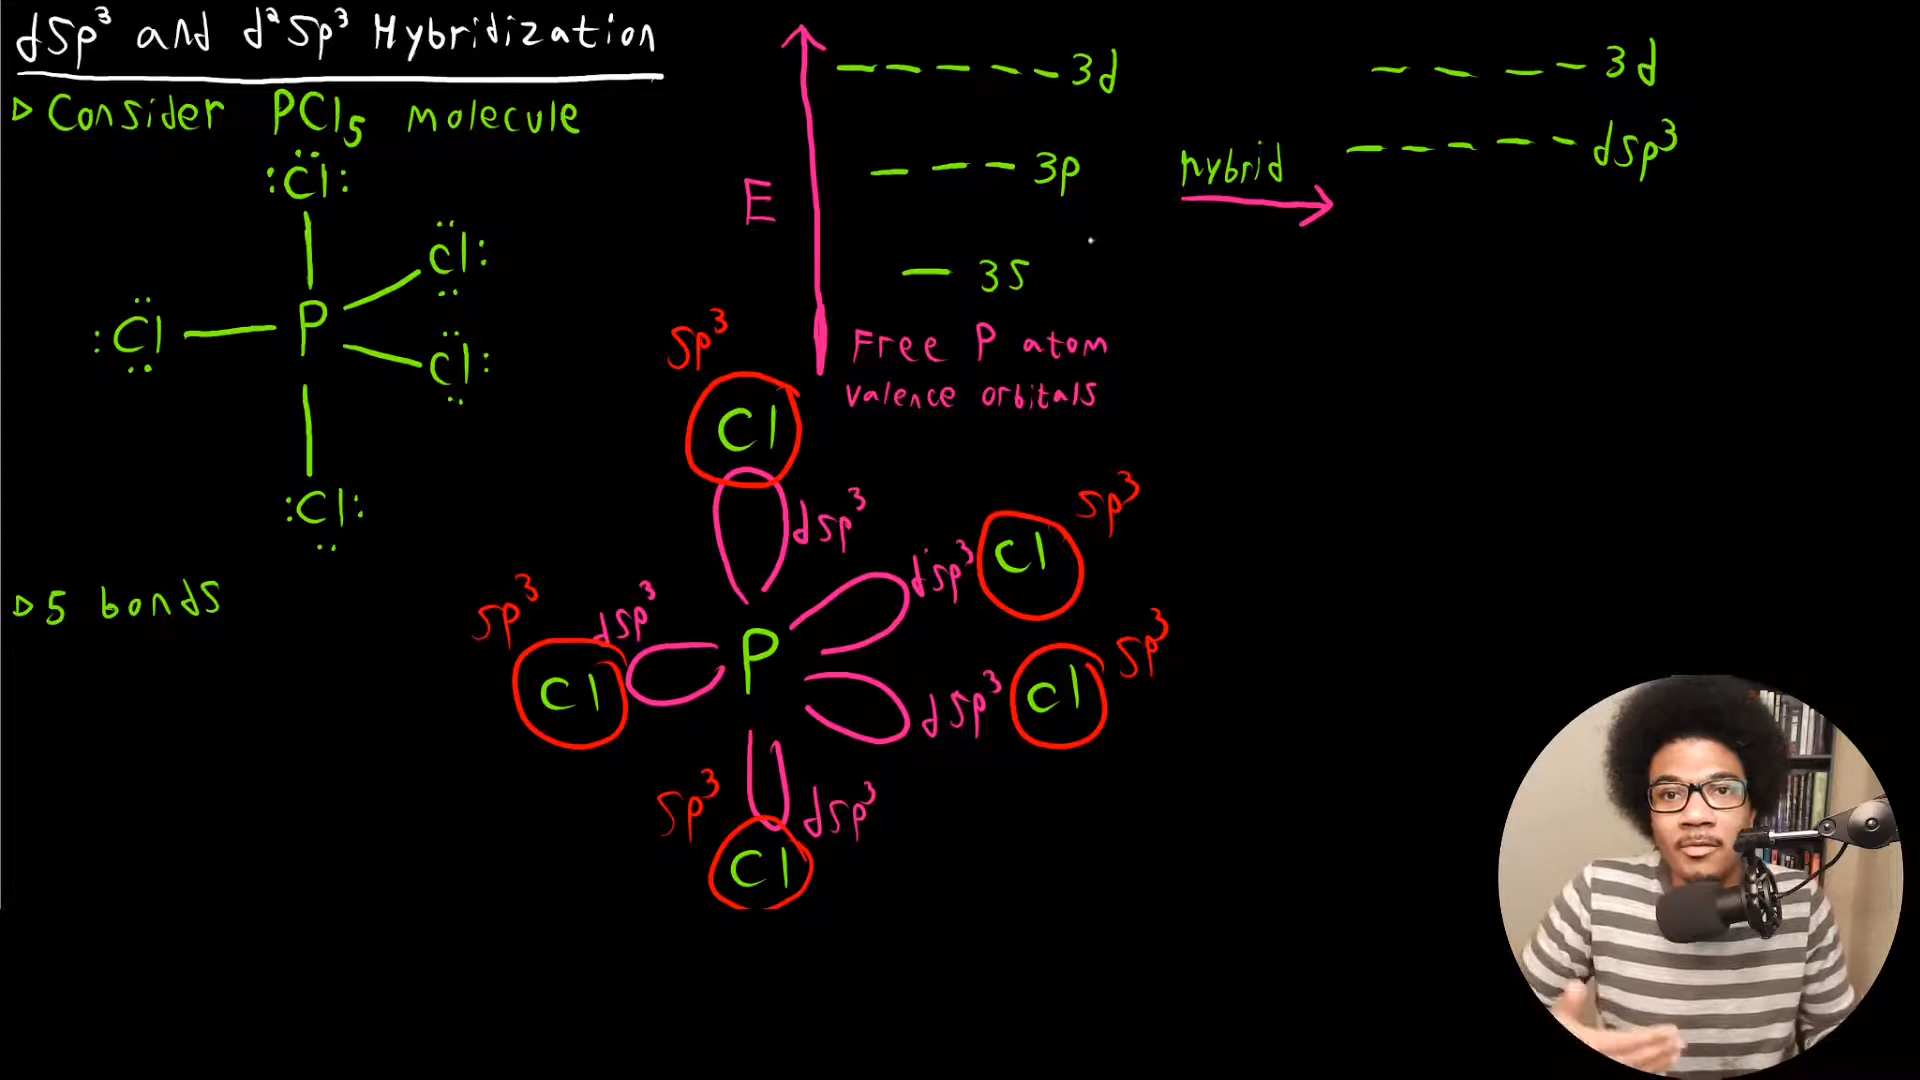 dsp³ and d²sp³ Hybridization
▹ Consider PCl₅ molecule
:Cl:
Cl:
:Cl
P
Cl:
:Cl:
▹ 5 bonds
E
3d
3p
3s
Free P atom
valence orbitals
hybrid
3d
dsp³
sp³
Cl
dsp³
sp³
Cl
dsp³
sp³
Cl
dsp³
P
sp³
Cl
dsp³
sp³
Cl
dsp³